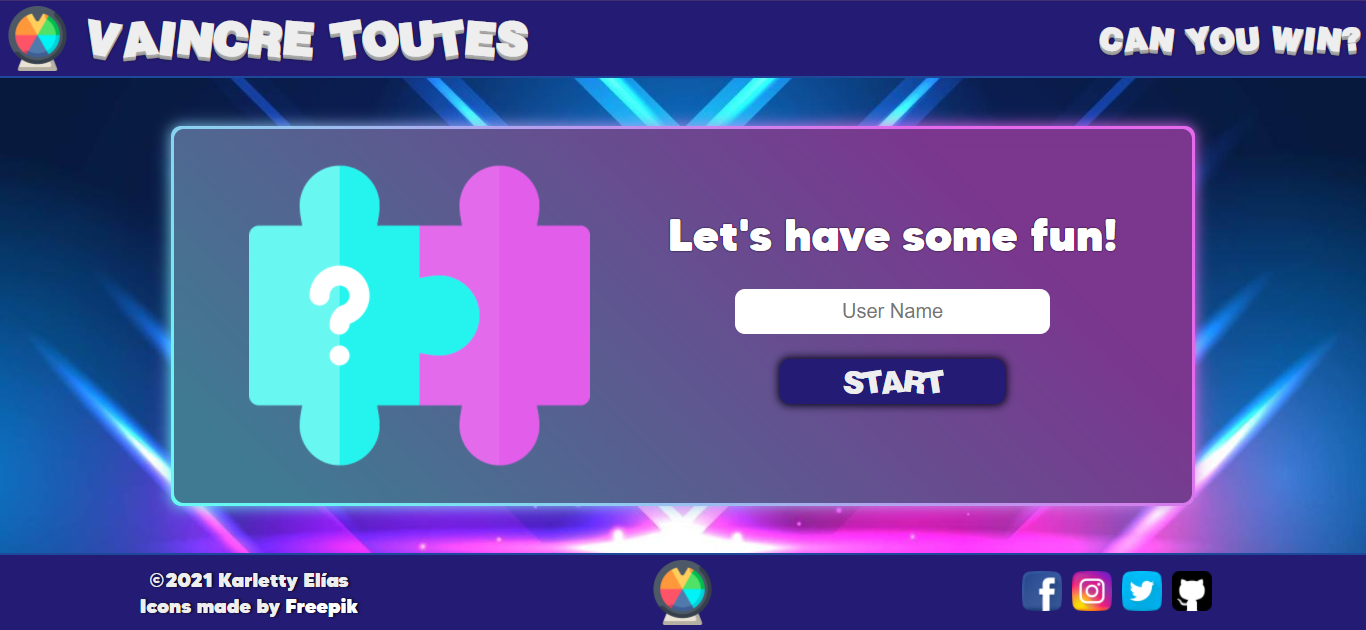 VAINCRE TOUTES
CAN YOU WIN?
?
Let's have some fun!
User Name
START
©2021 Karletty Elías
Icons made by Freepik